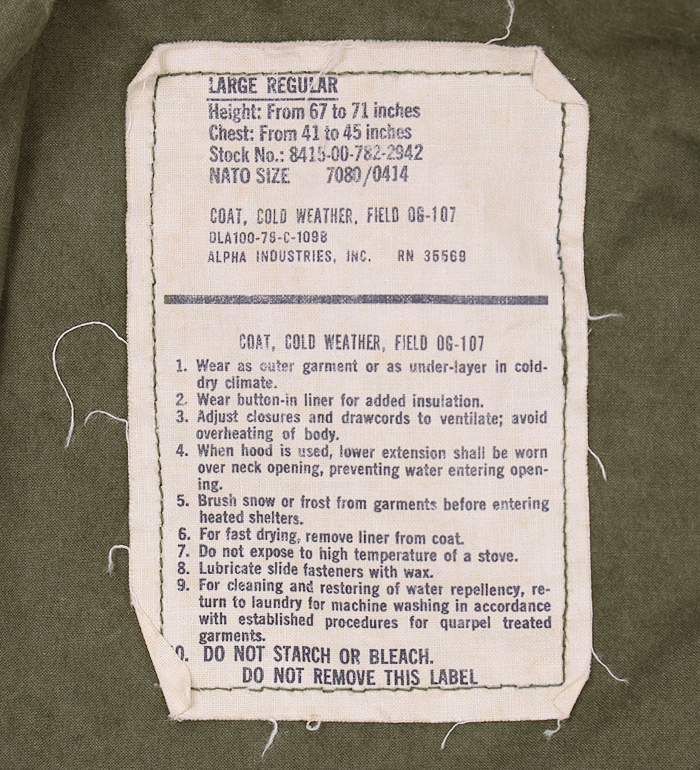 LARGE REGULAR
Height: From 67 to 71 inches
Chest: From 41 to 45 inches
Stock No.: 8415-00-782-2942
NATO SIZE 7080/0414
COAT, COLD WEATHER, FIELD OG-107
DLA100-79-C-1098
ALPHA INDUSTRIES, INC. RN 35569
COAT, COLD WEATHER, FIELD OG-107
1. Wear as outer garment or as under-layer in cold-
dry climate.
2. Wear button-in liner for added insulation.
3. Adjust closures and drawcords to ventilate; avoid
overheating of body.
4. When hood is used, lower extension shall be worn
over neck opening, preventing water entering open-
ing.
5. Brush snow or frost from garments before entering
heated shelters.
6. For fast drying, remove liner from coat.
7. Do not expose to high temperature of a stove.
8. Lubricate slide fasteners with wax.
9. For cleaning and restoring of water repellency, re-
turn to laundry for machine washing in accordance
with established procedures for quarpel treated
garments.
0. DO NOT STARCH OR BLEACH.
DO NOT REMOVE THIS LABEL